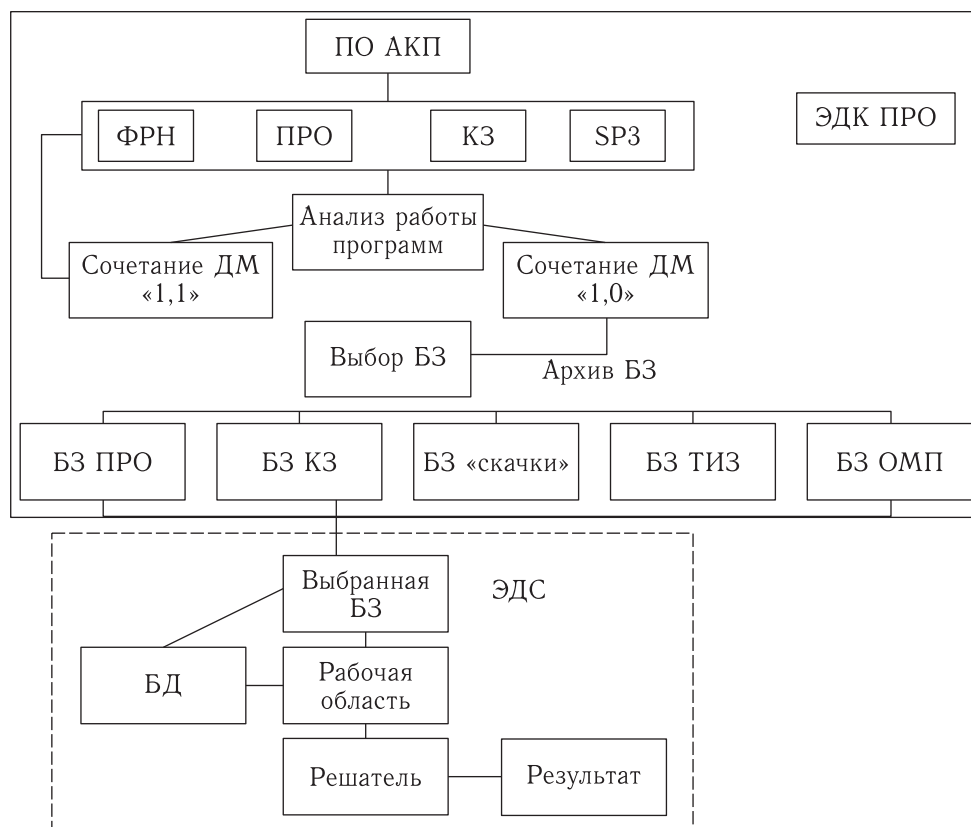 ПО АКП
ЭДК ПРО
ФРН
ПРО
КЗ
SP3
Анализ работы
программ
Сочетание ДМ
«1,1»
Сочетание ДМ
«1,0»
Выбор БЗ
Архив БЗ
БЗ ПРО
БЗ КЗ
БЗ «скачки»
БЗ ТИЗ
БЗ ОМП
Выбранная
БЗ
ЭДС
БД
Рабочая
область
Решатель
Результат